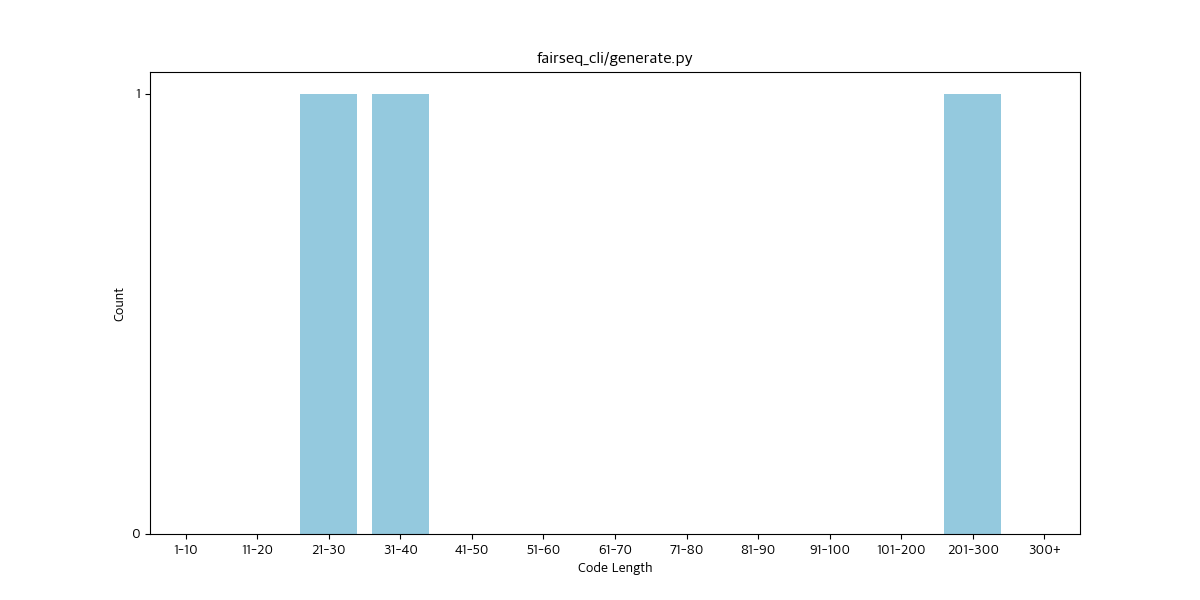 fairseq_cli/generate.py
1
Count
0
1-10 11-20 21-30 31-40 41-50 51-60 61-70 71-80 81-90 91-100 101-200 201-300 300+
Code Length